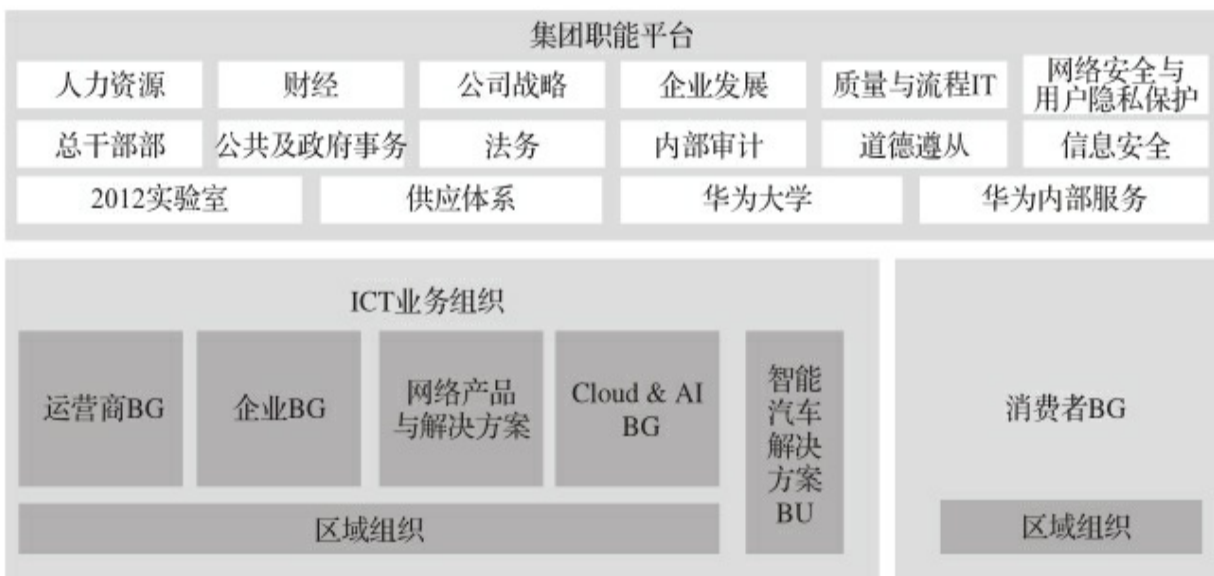 集团职能平台
人力资源
财经
公司战略
企业发展
质量与流程IT
网络安全与
用户隐私保护
总干部部
公共及政府事务
法务
内部审计
道德遵从
信息安全
2012实验室
供应体系
华为大学
华为内部服务
ICT业务组织
运营商BG
企业BG
网络产品
与解决方案
Cloud & AI
BG
智能
汽车
解决
方案
BU
区域组织
消费者BG
区域组织